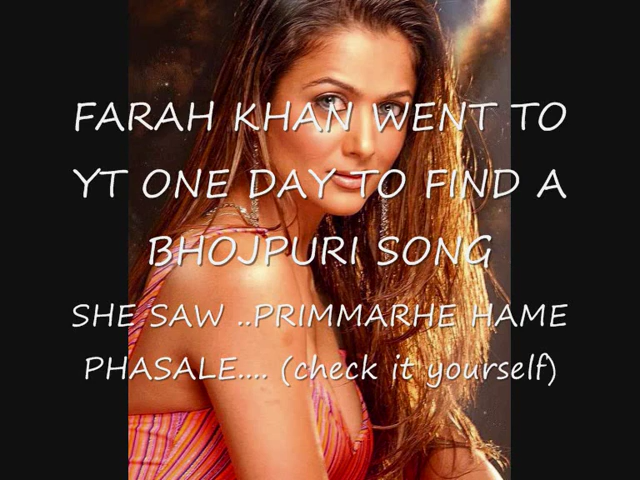 FARAH KHAN WENT TO
YT ONE DAY TO FIND A
BHOJPURI SONG
SHE SAW ..PRIMMARHE HAME
PHASALE.... (check it yourself)